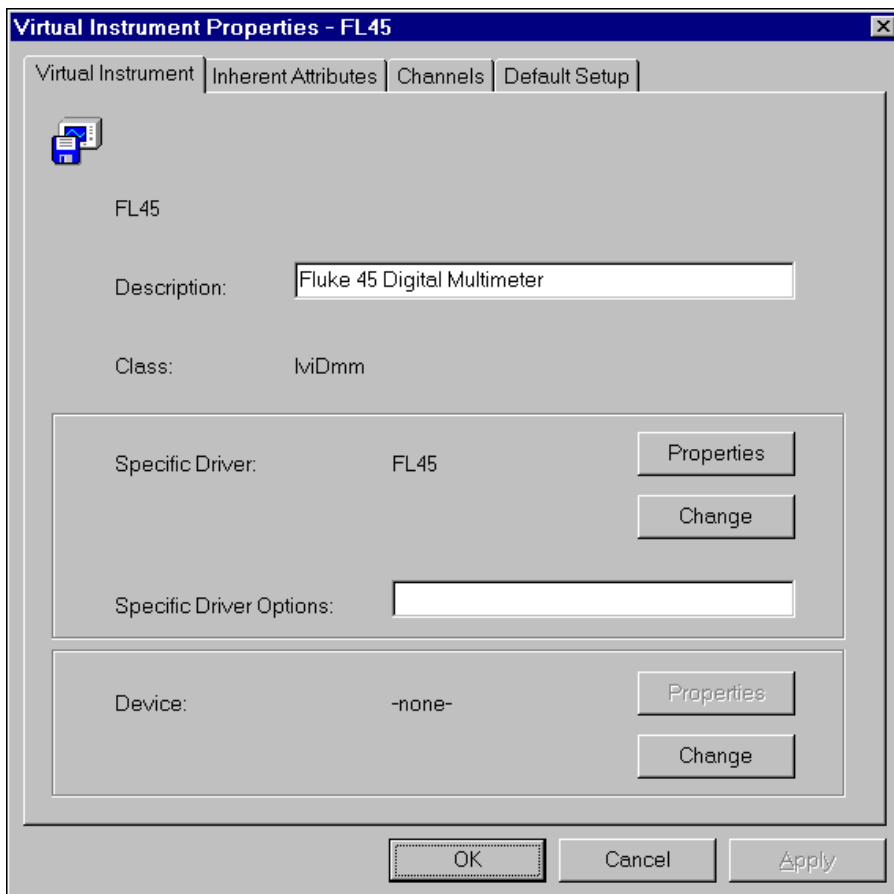 Virtual Instrument Properties - FL45
Virtual Instrument Inherent Attributes Channels Default Setup
FL45
Description: Fluke 45 Digital Multimeter
Class: IviDmm
Specific Driver: FL45 Properties
Change
Specific Driver Options:
Device: -none- Properties
Change
OK Cancel Apply